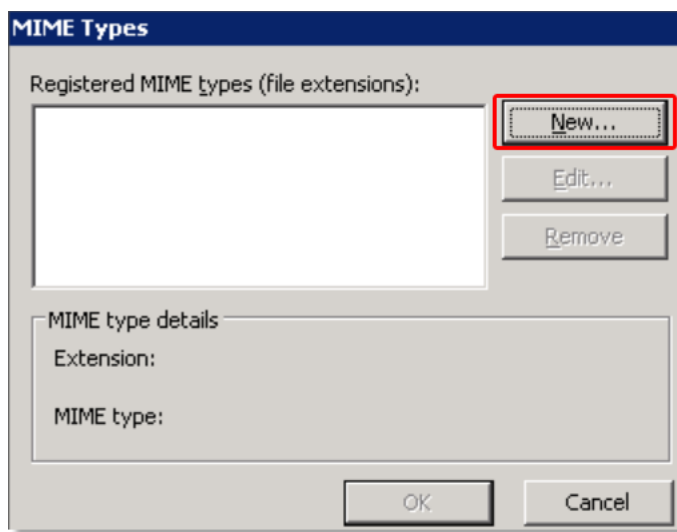 MIME Types
Registered MIME types (file extensions):
New...
Edit...
Remove
MIME type details
Extension:
MIME type:
OK
Cancel